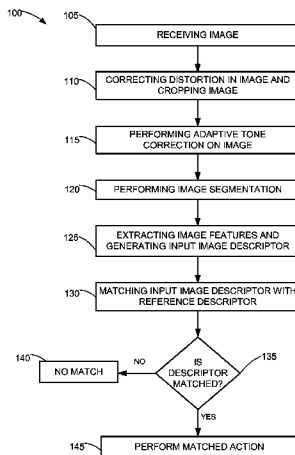 100
105
RECEIVING IMAGE
110
CORRECTING DISTORTION IN IMAGE AND
CROPPING IMAGE
115
PERFORMING ADAPTIVE TONE
CORRECTION ON IMAGE
120
PERFORMING IMAGE SEGMENTATION
125
EXTRACTING IMAGE FEATURES AND
GENERATING INPUT IMAGE DESCRIPTOR
130
MATCHING INPUT IMAGE DESCRIPTOR WITH
REFERENCE DESCRIPTOR
140
NO
135
NO MATCH
IS
DESCRIPTOR
MATCHED?
YES
145
PERFORM MATCHED ACTION